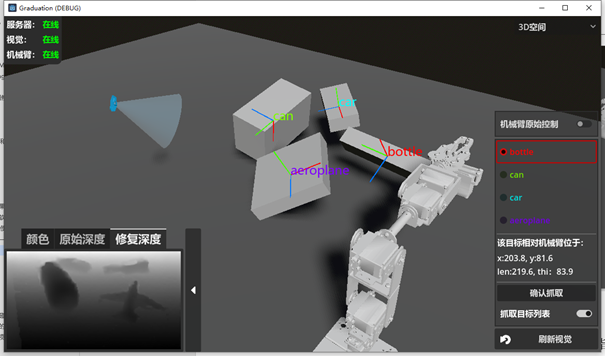 Graduation (DEBUG)
服务器：在线
视觉：在线
机械臂：在线
3D空间
can
car
bottle
aeroplane
机械臂原始控制
bottle
can
car
aeroplane
该目标相对机械臂位于：
x:203.8, y:81.6
len:219.6, thi： 83.9
确认抓取
抓取目标列表
刷新视觉
颜色
原始深度
修复深度